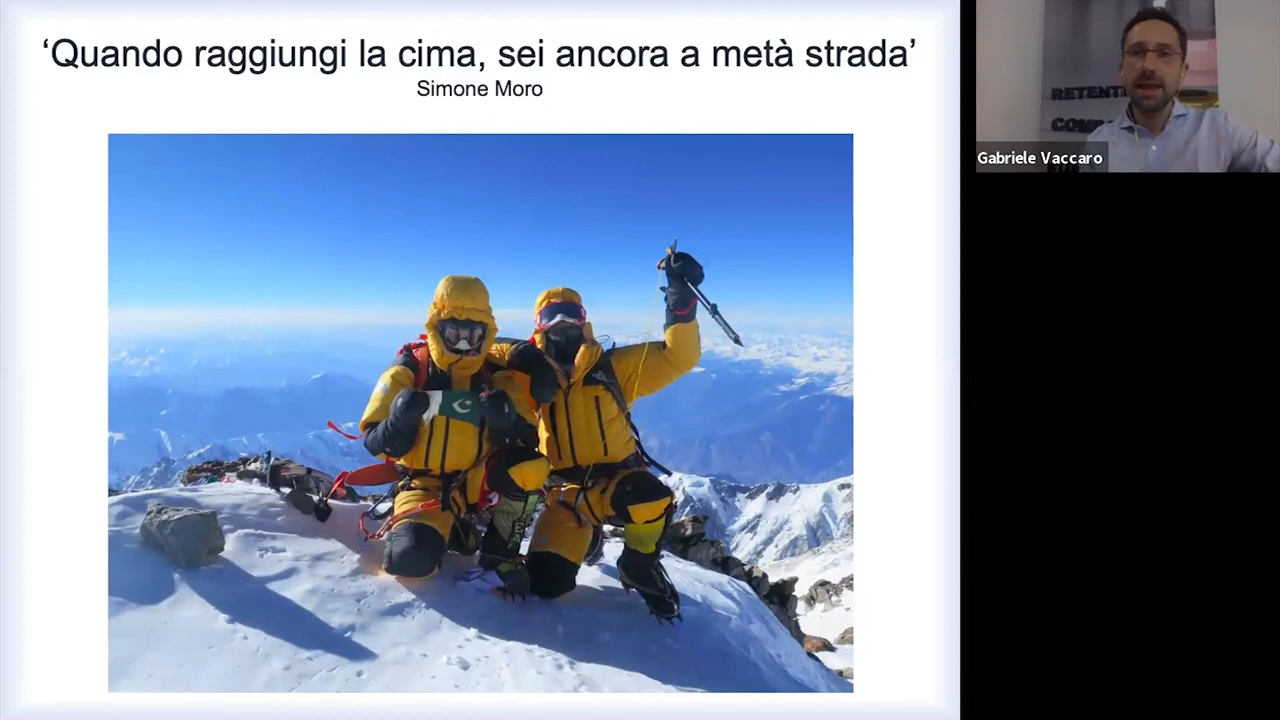 ‘Quando raggiungi la cima, sei ancora a metà strada’
Simone Moro
Gabriele Vaccaro